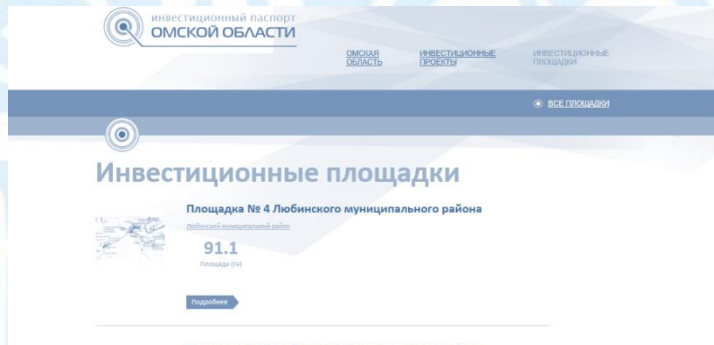 инвестиционный паспорт
ОМСКОЙ ОБЛАСТИ
ОМСКАЯ
ОБЛАСТЬ
ИНВЕСТИЦИОННЫЕ
ПРОЕКТЫ
ИНВЕСТИЦИОННЫЕ
ПЛОЩАДКИ
ВСЕ ПЛОЩАДКИ
Инвестиционные площадки
Площадка № 4 Любинского муниципального района
Любинский муниципальный район
91.1
Площадь (га)
Подробнее